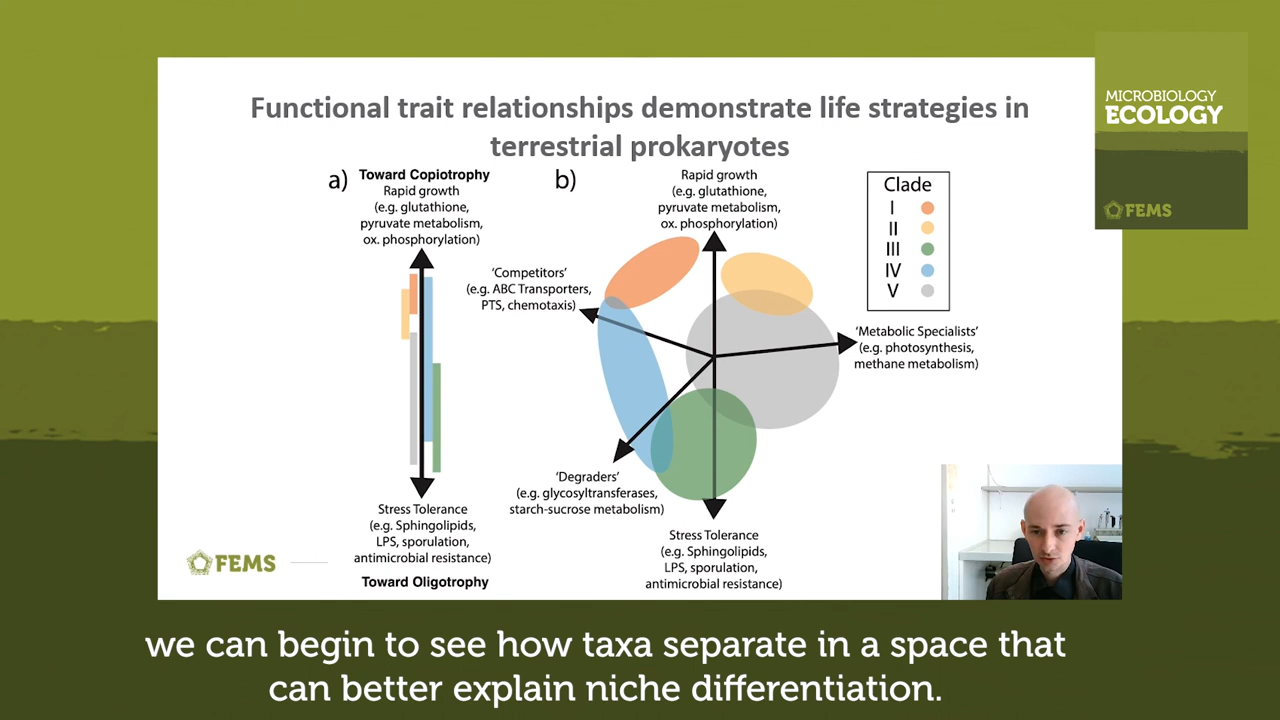 MICROBIOLOGY
ECOLOGY
FEMS
Functional trait relationships demonstrate life strategies in
terrestrial prokaryotes
a)
Toward Copiotrophy
Rapid growth
(e.g. glutathione,
pyruvate metabolism,
ox. phosphorylation)
Stress Tolerance
(e.g. Sphingolipids,
LPS, sporulation,
antimicrobial resistance)
Toward Oligotrophy
b)
Rapid growth
(e.g. glutathione,
pyruvate metabolism,
ox. phosphorylation)
'Competitors'
(e.g. ABC Transporters,
PTS, chemotaxis)
'Metabolic Specialists'
(e.g. photosynthesis,
methane metabolism)
'Degraders'
(e.g. glycosyltransferases,
starch-sucrose metabolism)
Stress Tolerance
(e.g. Sphingolipids,
LPS, sporulation,
antimicrobial resistance)
Clade
I
II
III
IV
V
FEMS
we can begin to see how taxa separate in a space that
can better explain niche differentiation.